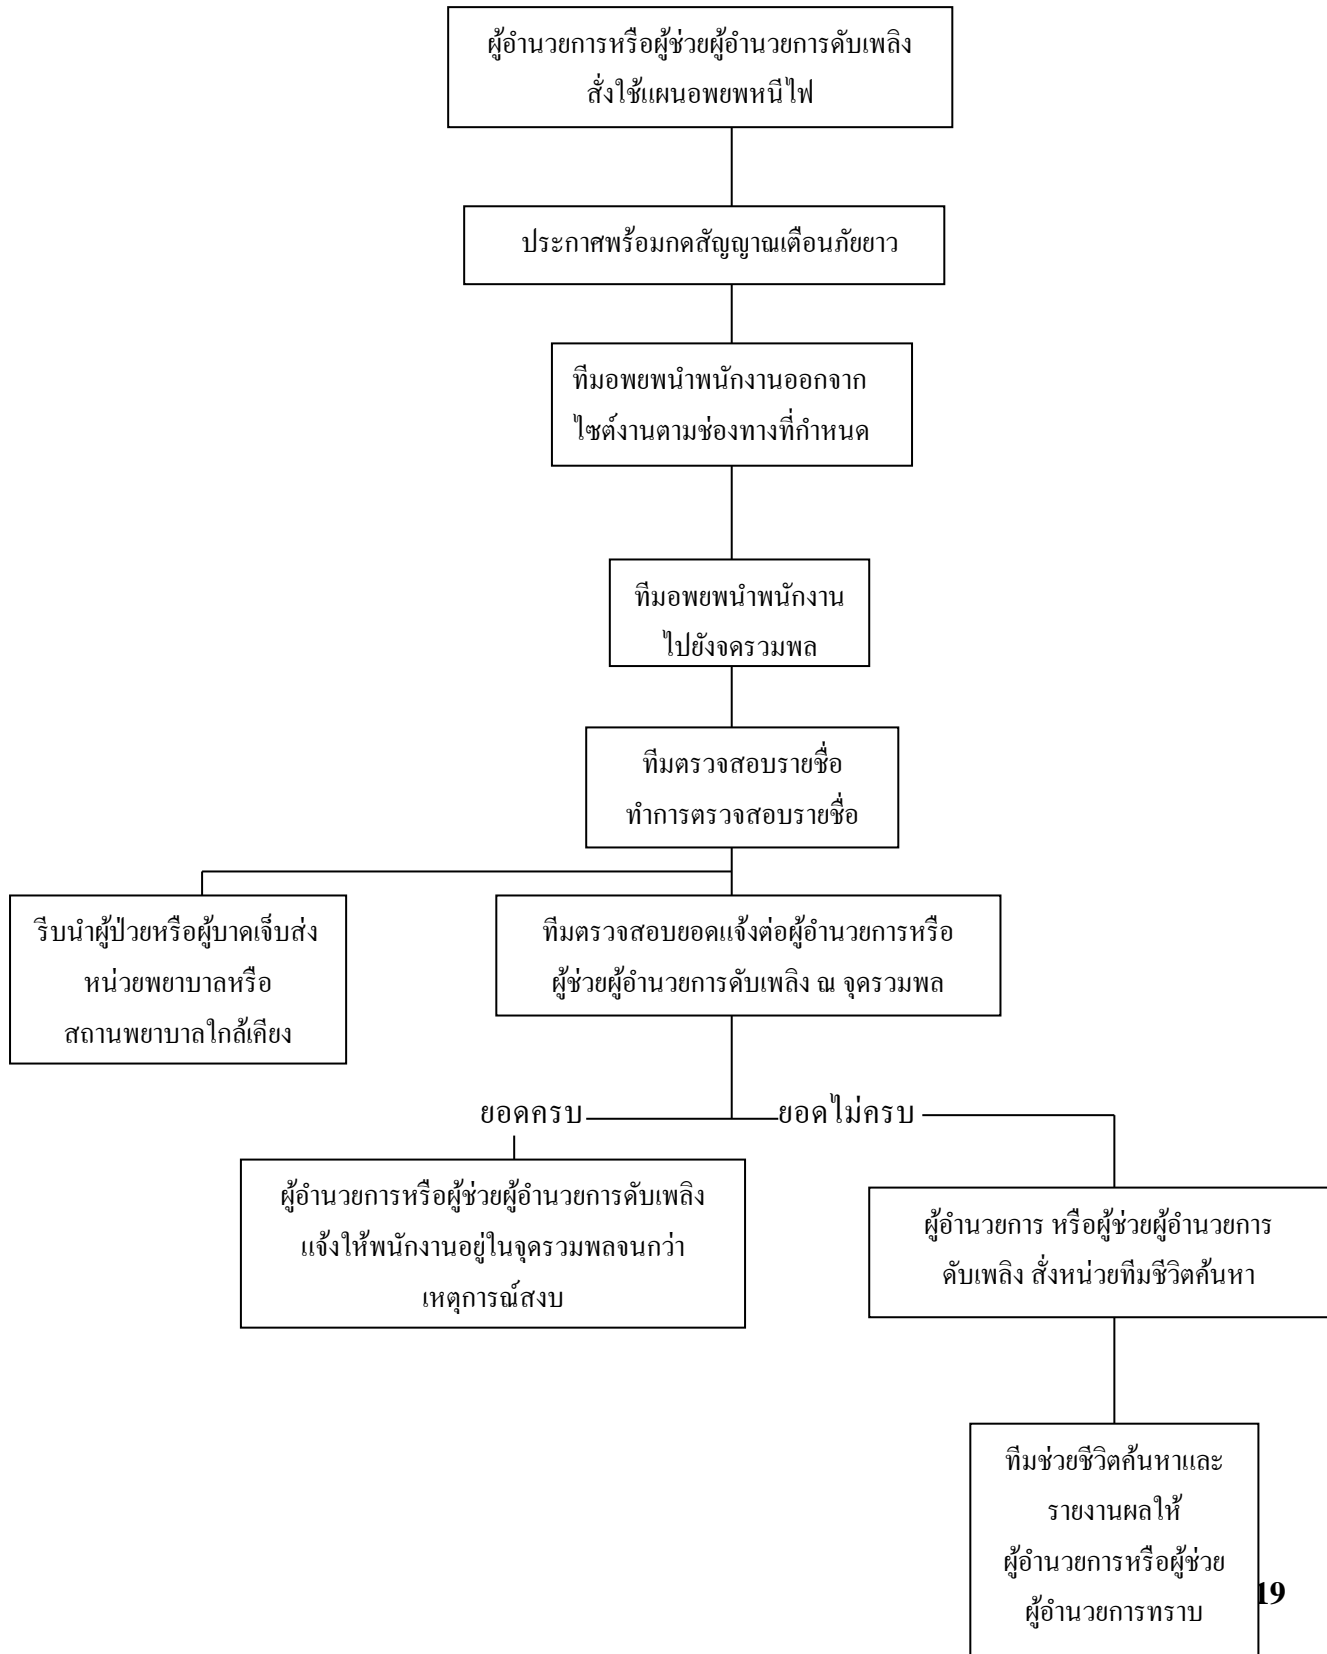 ผู้อำนวยการหรือผู้ช่วยผู้อำนวยการดับเพลิง
สั่งใช้แผนอพยพหนีไฟ
ประกาศพร้อมกดสัญญาณเตือนภัยยาว
ทีมอพยพนำพนักงานออกจาก
ไซต์งานตามช่องทางที่กำหนด
ทีมอพยพนำพนักงาน
ไปยังจดรวมพล
ทีมตรวจสอบรายชื่อ
ทำการตรวจสอบรายชื่อ
รีบนำผู้ป่วยหรือผู้บาดเจ็บส่ง
หน่วยพยาบาลหรือ
สถานพยาบาลใกล้เคียง
ทีมตรวจสอบยอดแจ้งต่อผู้อำนวยการหรือ
ผู้ช่วยผู้อำนวยการดับเพลิง ณ จุดรวมพล
ยอดครบ
ยอดไม่ครบ
ผู้อำนวยการหรือผู้ช่วยผู้อำนวยการดับเพลิง
แจ้งให้พนักงานอยู่ในจุดรวมพลจนกว่า
เหตุการณ์สงบ
ผู้อำนวยการ หรือผู้ช่วยผู้อำนวยการ
ดับเพลิง สั่งหน่วยทีมชีวิตค้นหา
ทีมช่วยชีวิตค้นหาและ
รายงานผลให้
ผู้อำนวยการหรือผู้ช่วย
ผู้อำนวยการทราบ
19